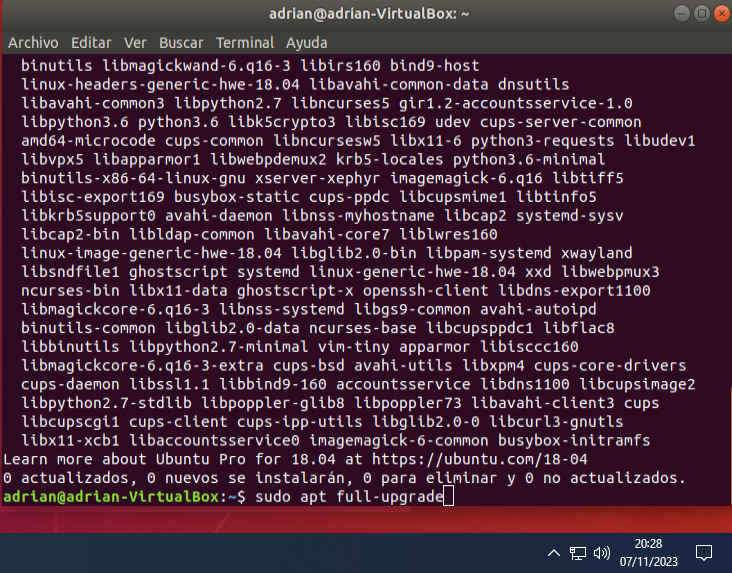 adrian@adrian-VirtualBox: ~
Archivo Editar Ver Buscar Terminal Ayuda
binutils libmagickwand-6.q16-3 libirs160 bind9-host
linux-headers-generic-hwe-18.04 libavahi-common-data dnsutils
libavahi-common3 libpython2.7 libncurses5 gir1.2-accountsservice-1.0
libpython3.6 python3.6 libk5crypto3 libisc169 udev cups-server-common
amd64-microcode cups-common libncursesw5 libx11-6 python3-requests libudev1
libvpx5 libapparmor1 libwebpdemux2 krb5-locales python3.6-minimal
binutils-x86-64-linux-gnu xserver-xephyr imagemagick-6.q16 libtiff5
libisc-export169 busybox-static cups-ppdc libcupsmime1 libtinfo5
libkrb5support0 avahi-daemon libnss-myhostname libcap2 systemd-sysv
libcap2-bin libldap-common libavahi-core7 liblwres160
linux-image-generic-hwe-18.04 libglib2.0-bin libpam-systemd xwayland
libsndfile1 ghostscript systemd linux-generic-hwe-18.04 xxd libwebpmux3
ncurses-bin libx11-data ghostscript-x openssh-client libdns-export1100
libmagickcore-6.q16-3 libnss-systemd libgs9-common avahi-autoipd
binutils-common libglib2.0-data ncurses-base libcupsppdc1 libflac8
libbinutils libpython2.7-minimal vim-tiny apparmor libisccc160
libmagickcore-6.q16-3-extra cups-bsd avahi-utils libxpm4 cups-core-drivers
cups-daemon libssl1.1 libbind9-160 accountsservice libdns1100 libcupsimage2
libpython2.7-stdlib libpoppler-glib8 libpoppler73 libavahi-client3 cups
libcupscgi1 cups-client cups-ipp-utils libglib2.0-0 libcurl3-gnutls
libx11-xcb1 libaccountsservice0 imagemagick-6-common busybox-initramfs
Learn more about Ubuntu Pro for 18.04 at https://ubuntu.com/18-04
0 actualizados, 0 nuevos se instalarán, 0 para eliminar y 0 no actualizados.
adrian@adrian-VirtualBox:~$ sudo apt full-upgrade
20:28
07/11/2023